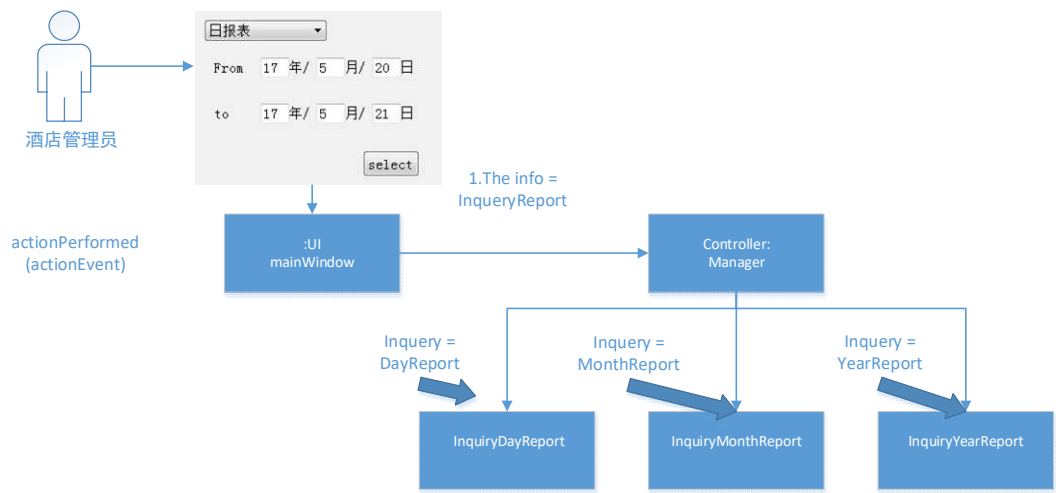 日报表
From 17 年/ 5 月/ 20 日
to 17 年/ 5 月/ 21 日
select
酒店管理员
1.The info =
InqueryReport
actionPerformed
(actionEvent)
:UI
mainWindow
Controller:
Manager
Inquery =
DayReport
Inquery =
MonthReport
Inquery =
YearReport
InquiryDayReport
InquiryMonthReport
InquiryYearReport